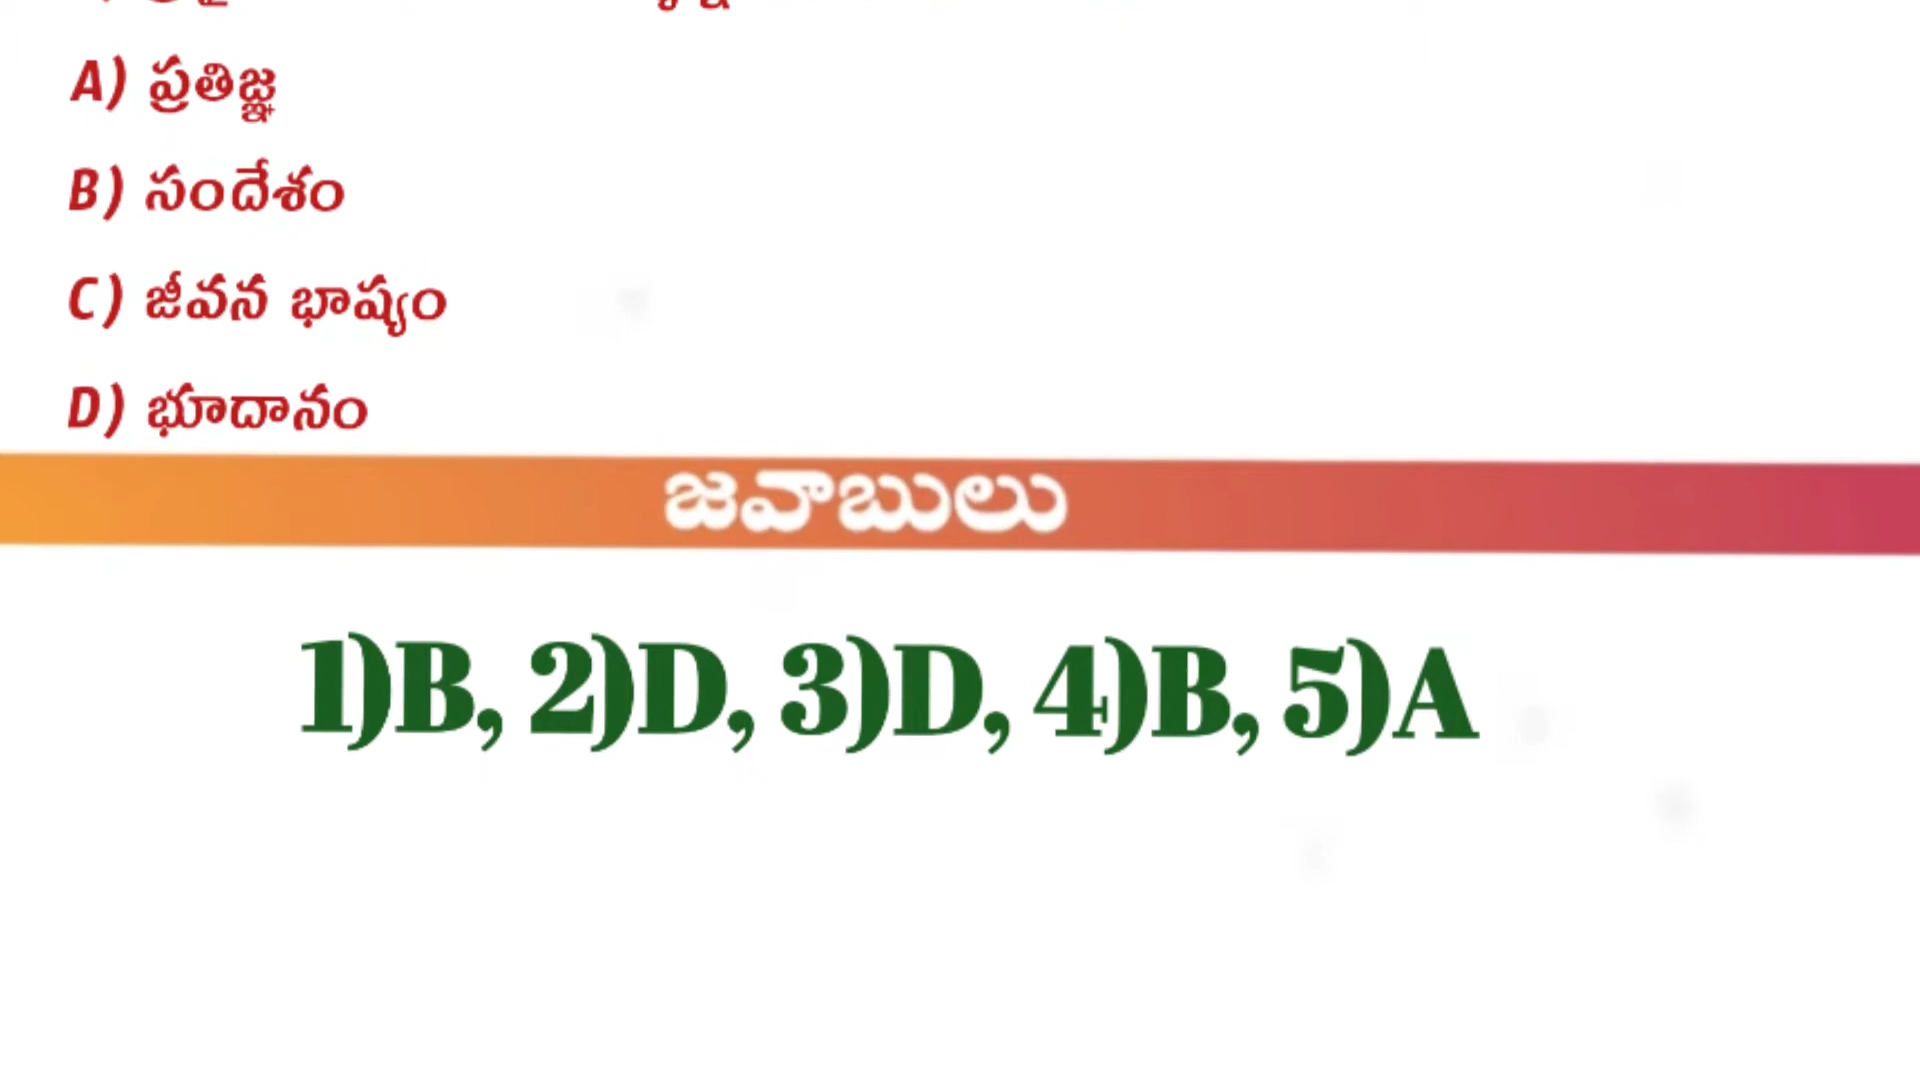 A) ప్రతిజ్ఞ
B) సందేశం
C) జీవన భాష్యం
D) భూదానం
జవాబులు
1)B, 2)D, 3)D, 4)B, 5)A